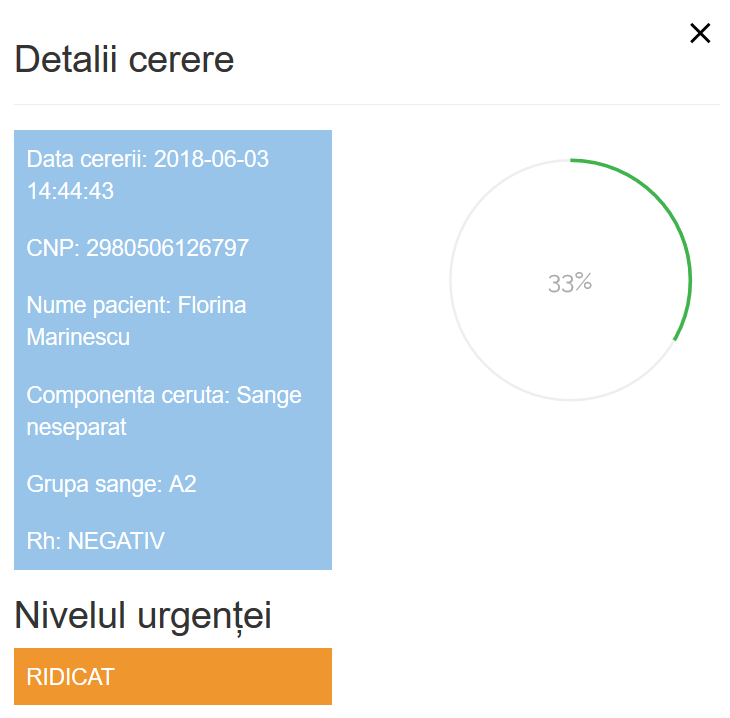 Detalii cerere
Data cererii: 2018-06-03
14:44:43
CNP: 2980506126797
Nume pacient: Florina
Marinescu
Componenta ceruta: Sange
neseparat
Grupa sange: A2
Rh: NEGATIV
33%
Nivelul urgenței
RIDICAT